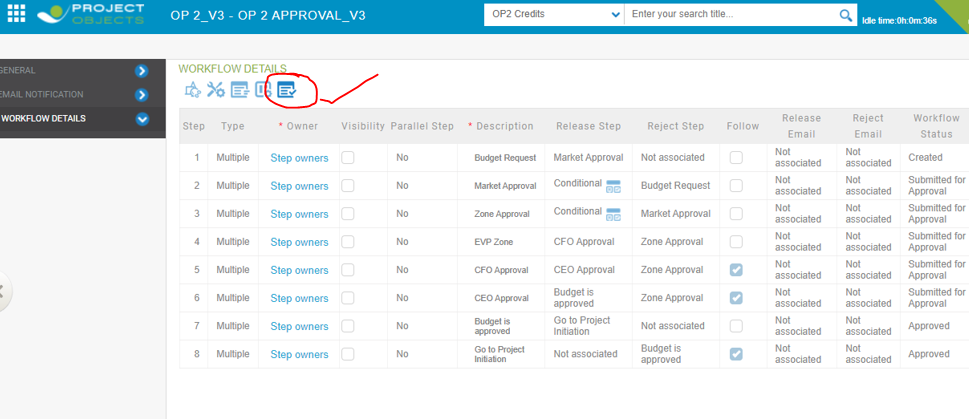 PROJECT
OBJECTS
OP 2_V3 - OP 2 APPROVAL_V3
OP2 Credits
Enter your search title...
Idle time:0h:0m:36s
GENERAL
EMAIL NOTIFICATION
WORKFLOW DETAILS
WORKFLOW DETAILS
Step Type * Owner Visibility Parallel Step * Description Release Step Reject Step Follow Release Email Reject Email Workflow Status
1 Multiple Step owners No Budget Request Market Approval Not associated Not associated Not associated Created
2 Multiple Step owners No Market Approval Conditional Budget Request Not associated Not associated Submitted for Approval
3 Multiple Step owners No Zone Approval Conditional Market Approval Not associated Not associated Submitted for Approval
4 Multiple Step owners No EVP Zone CFO Approval Zone Approval Not associated Not associated Submitted for Approval
5 Multiple Step owners No CFO Approval CEO Approval Zone Approval Not associated Not associated Submitted for Approval
6 Multiple Step owners No CEO Approval Budget is approved Zone Approval Not associated Not associated Submitted for Approval
7 Multiple Step owners No Budget is approved Go to Project Initiation Not associated Not associated Not associated Approved
8 Multiple Step owners No Go to Project Initiation Not associated Budget is approved Not associated Not associated Approved